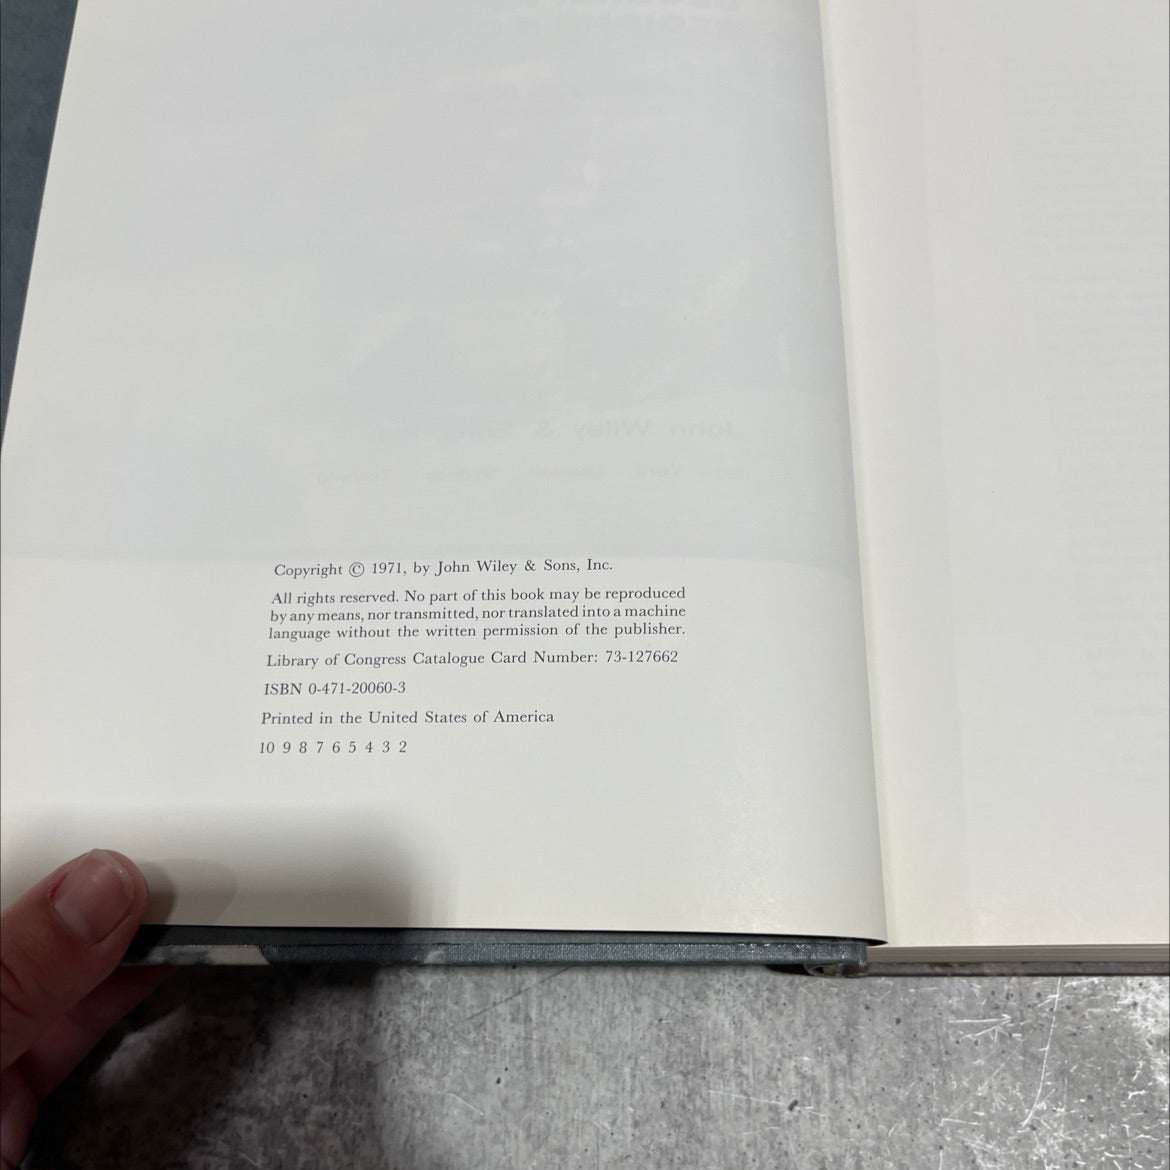 Copyright © 1971, by John Wiley & Sons, Inc.
All rights reserved. No part of this book may be reproduced
by any means, nor transmitted, nor translated into a machine
language without the written permission of the publisher.
Library of Congress Catalogue Card Number: 73-127662
ISBN 0-471-20060-3
Printed in the United States of America
10 9 8 7 6 5 4 3 2